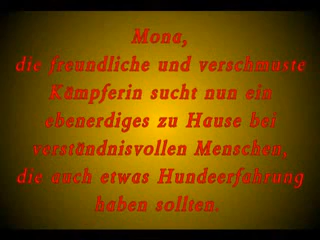 Mona,
die freundliche und verschmuste
Kämpferin sucht nun ein
ebenerdiges zu Hause bei
verständnisvollen Menschen,
die auch etwas Hundeerfahrung
haben sollten.